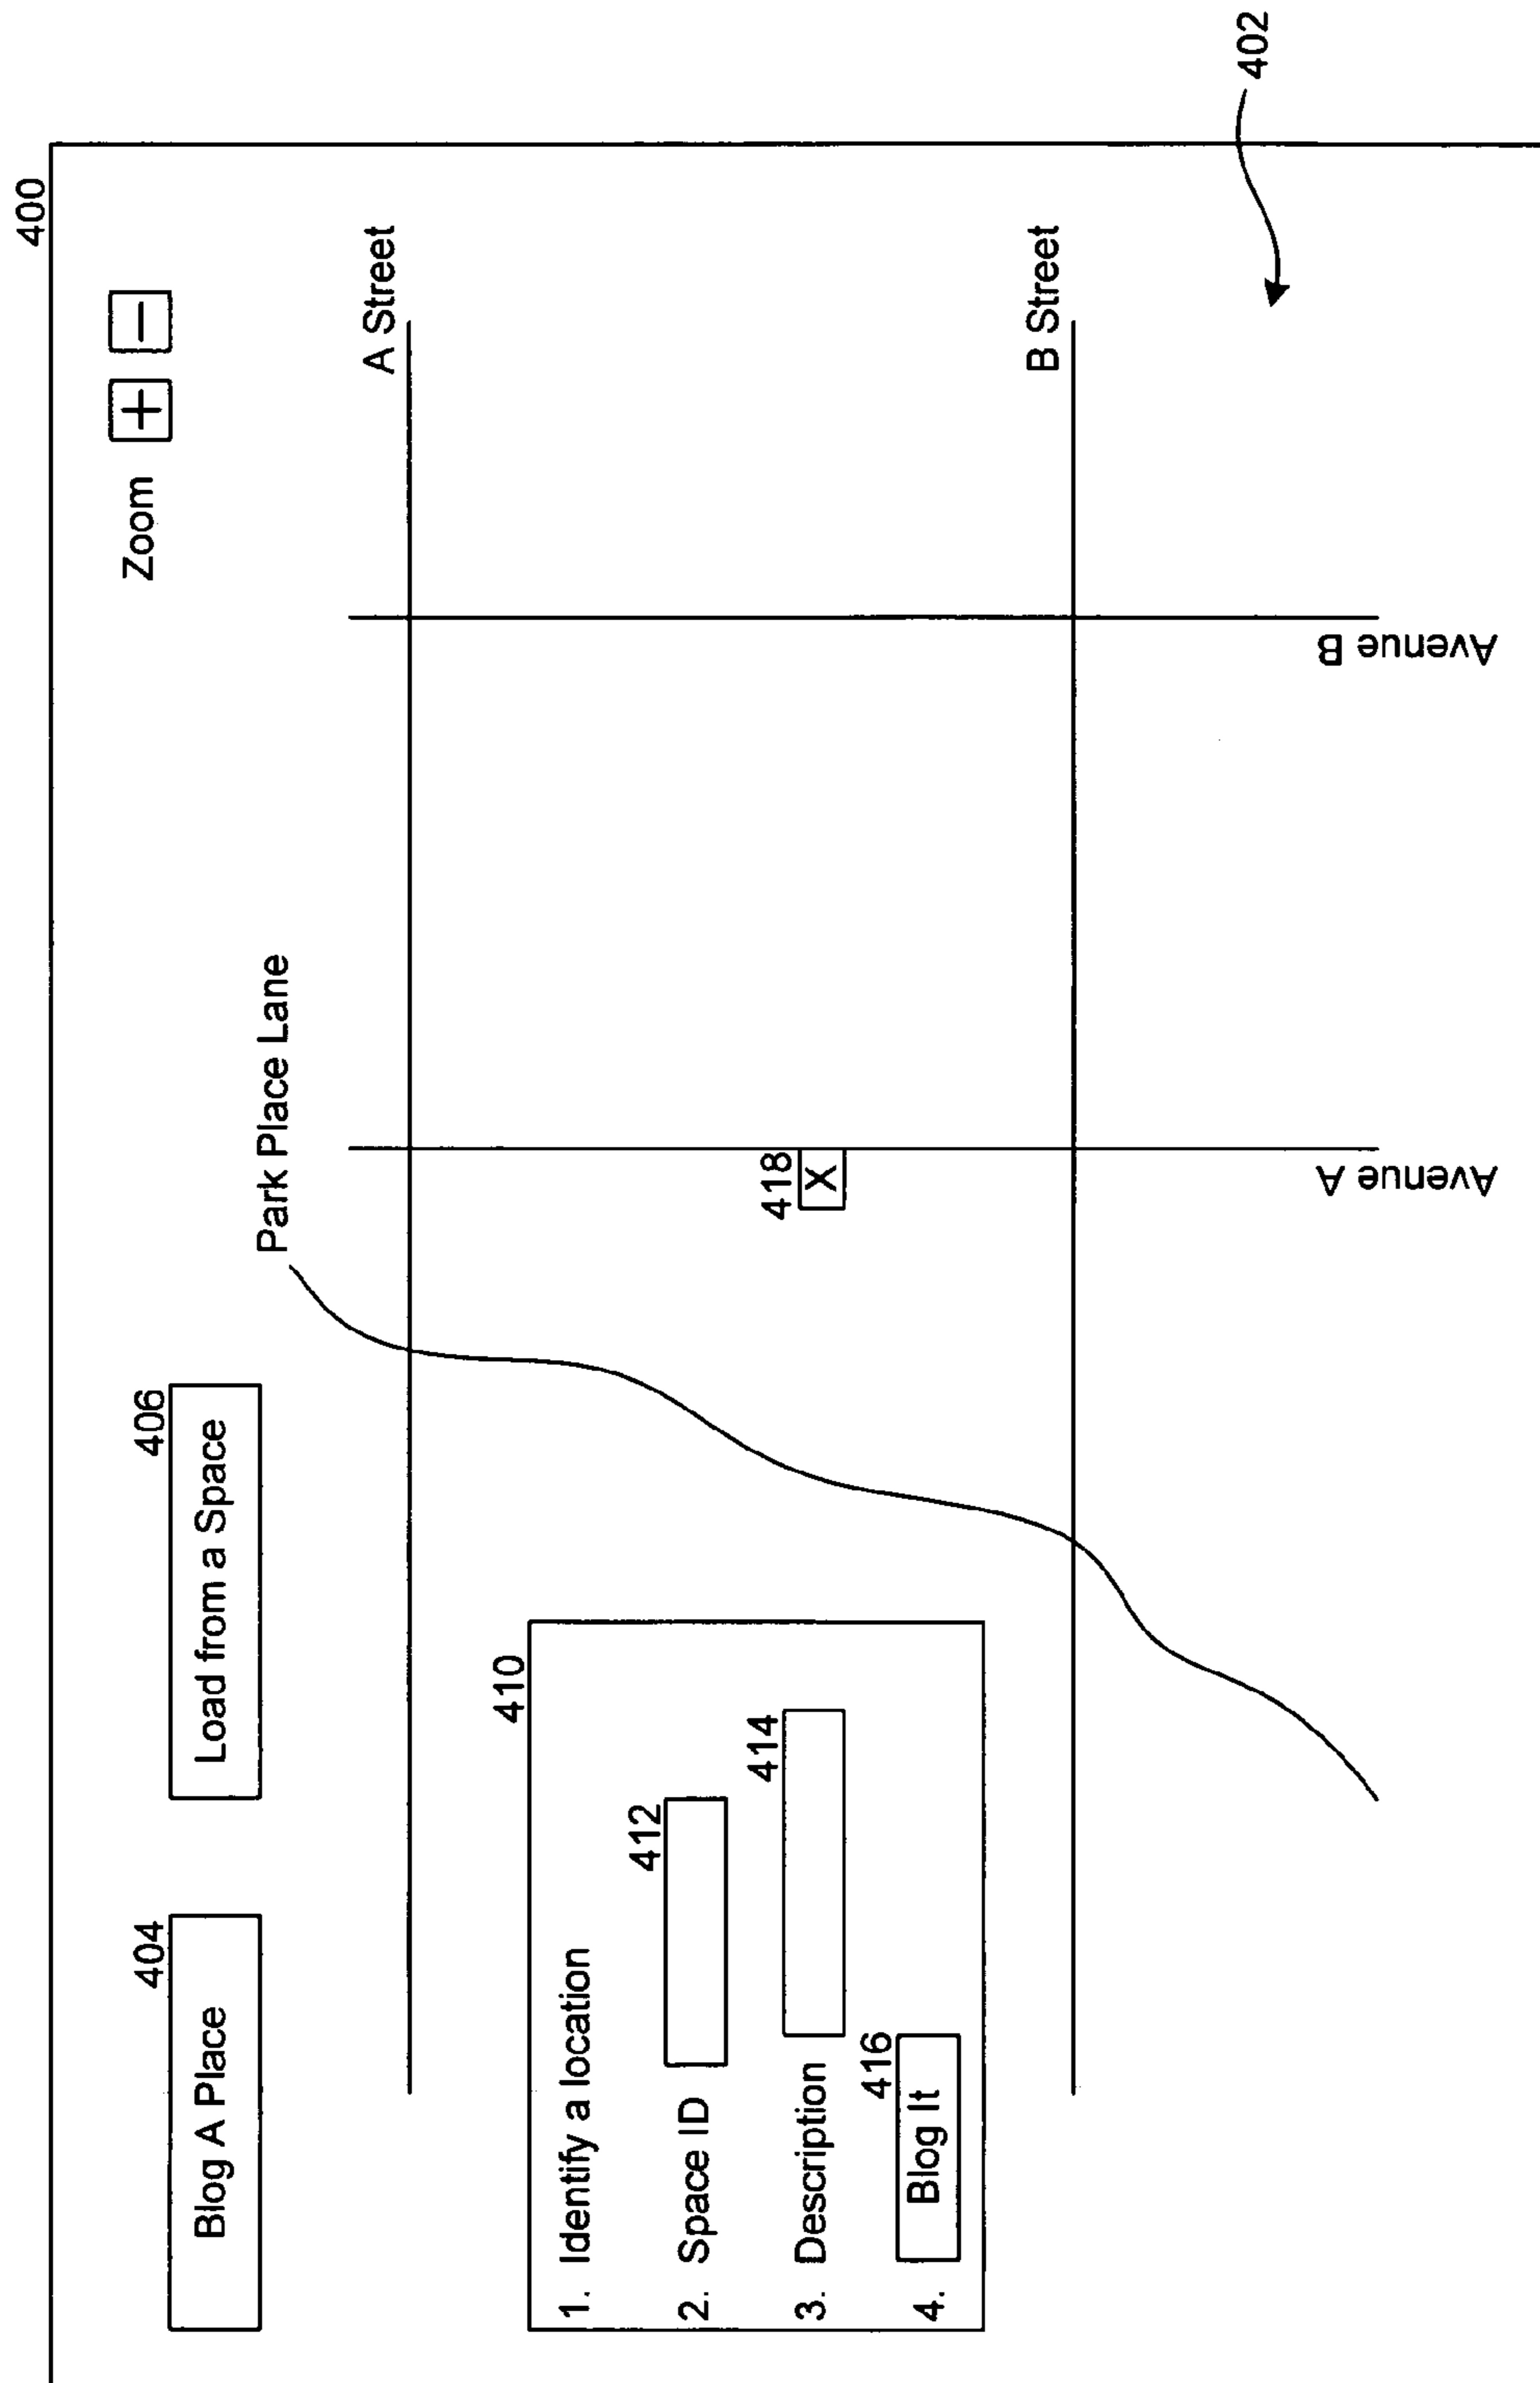 400
Zoom + −
404
406
Blog A Place
Load from a Space
Park Place Lane
A Street
410
1. Identify a location
412
2. Space ID
414
3. Description
416
4. Blog It
418
X
B Street
402
Avenue A
Avenue B